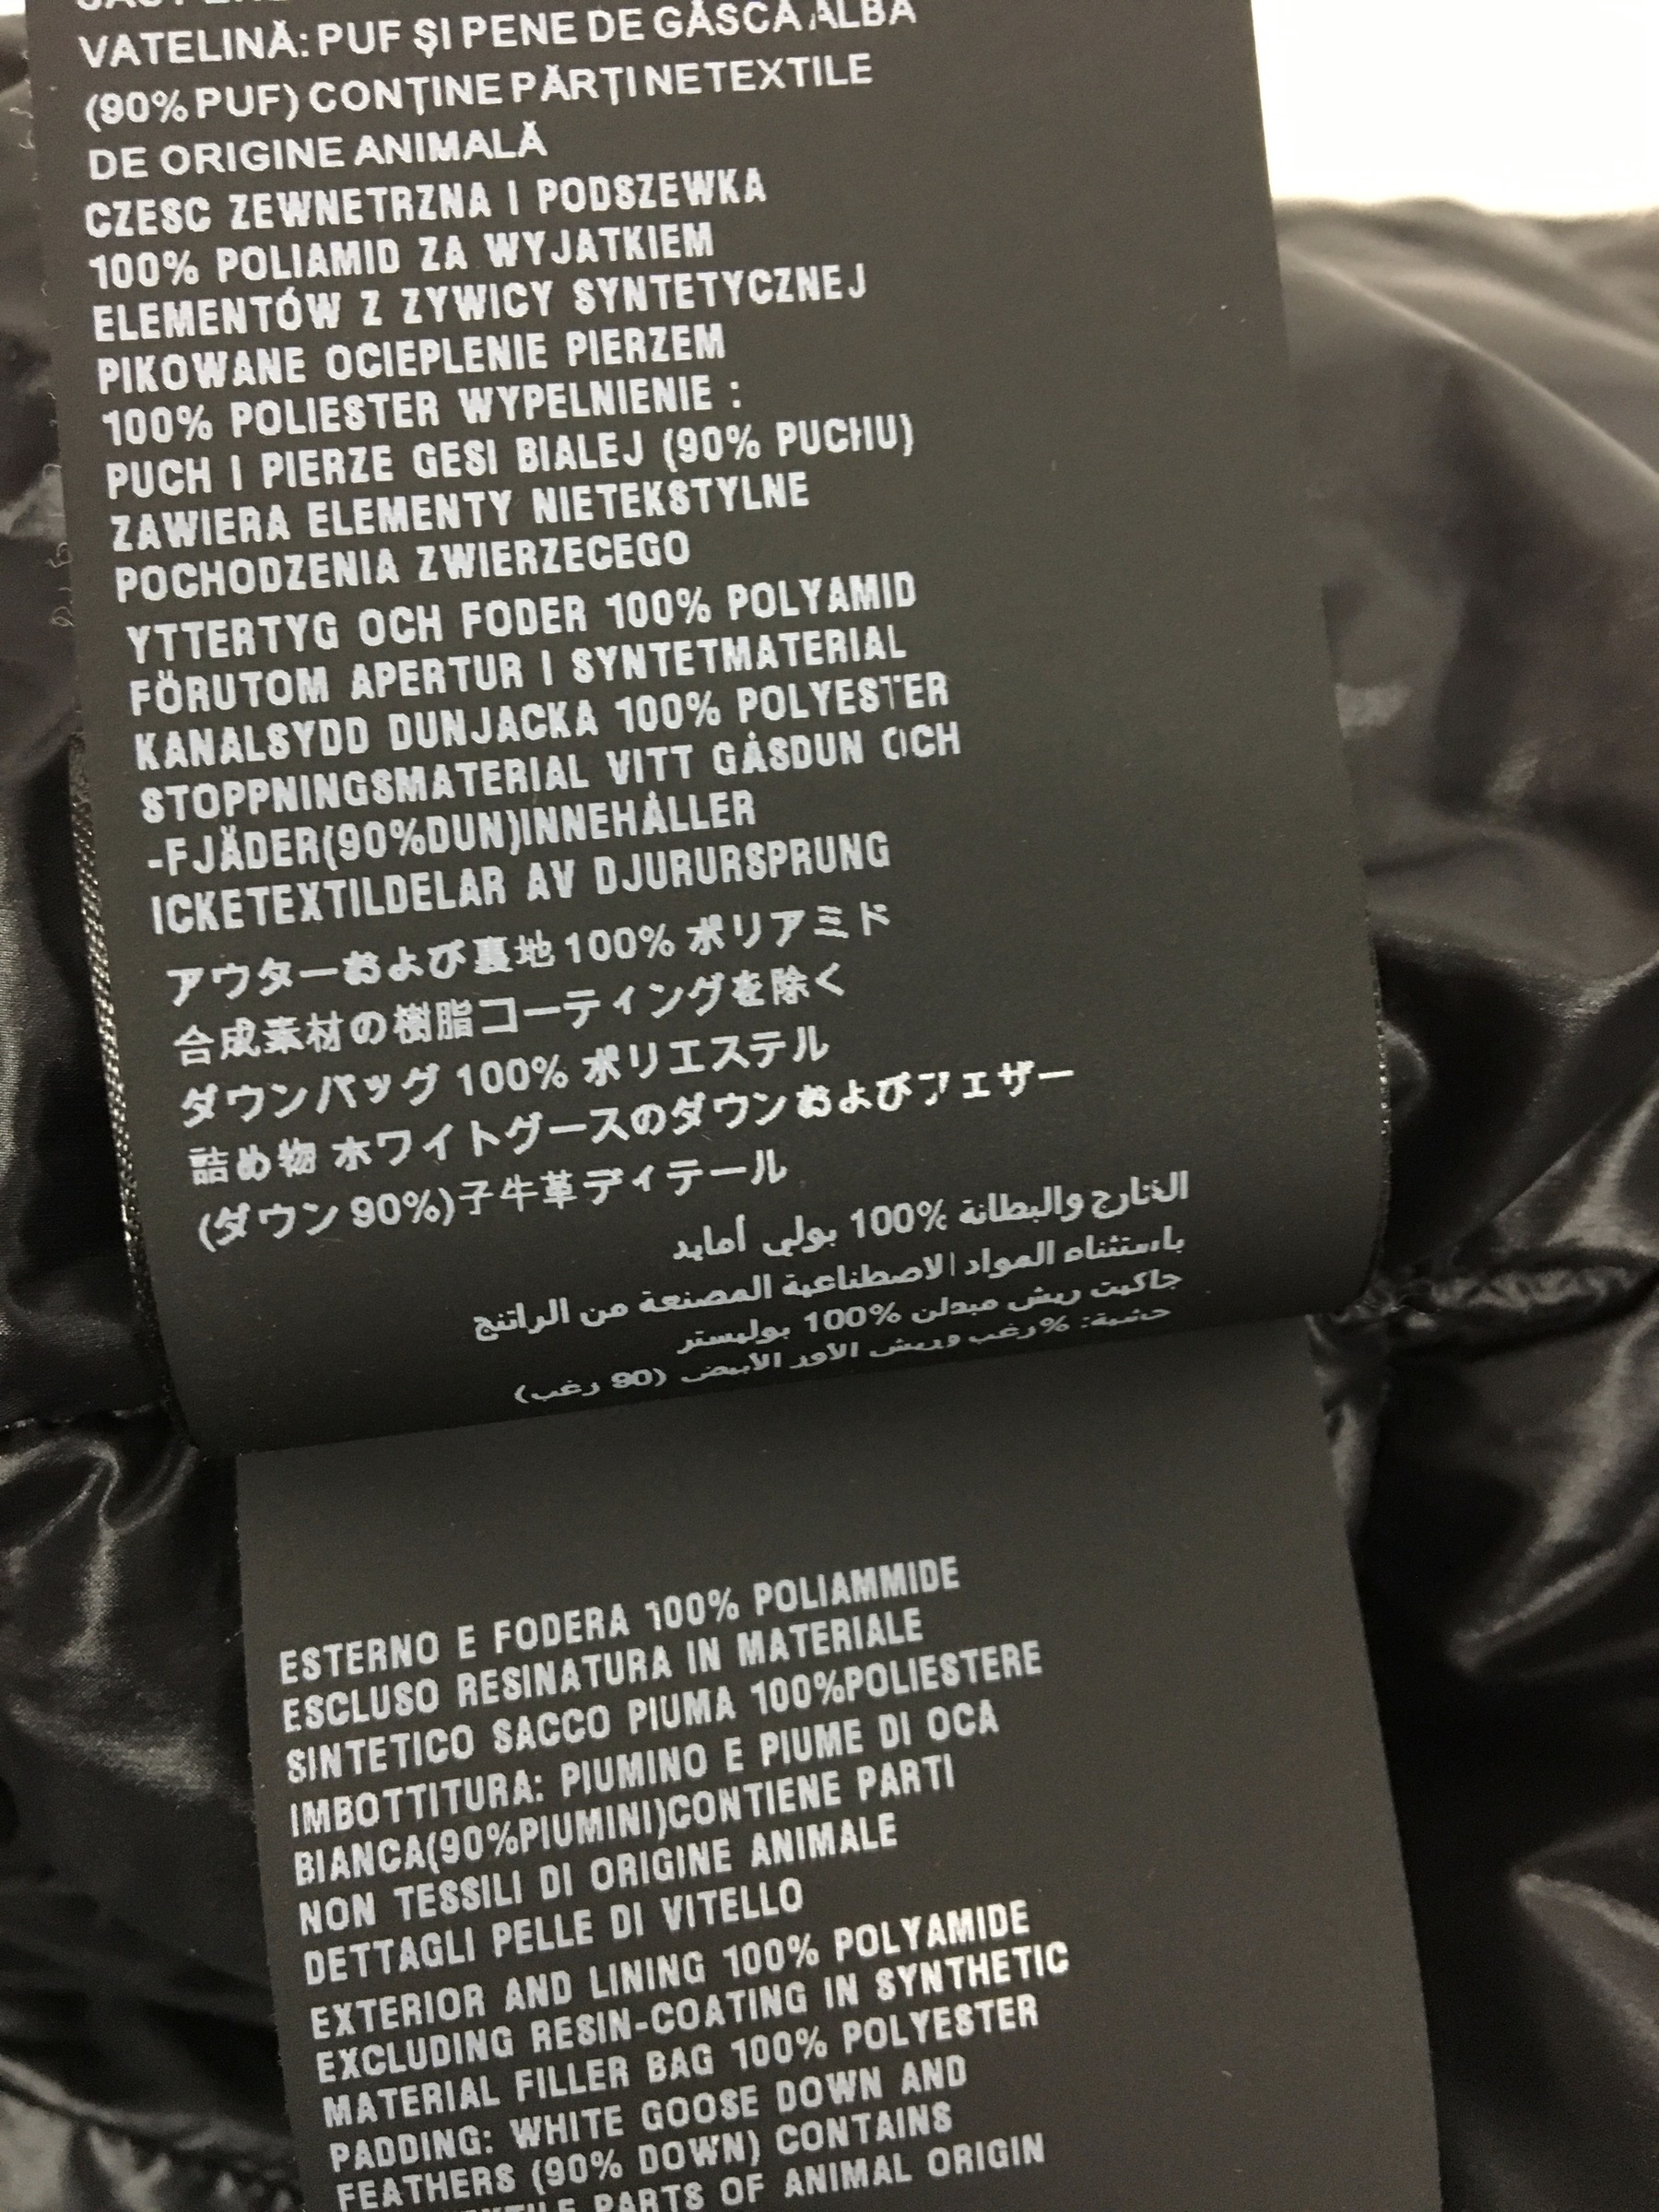 VATELINĂ: PUF ŞI PENE DE GÂSCĂ ALBĂ
(90% PUF) CONŢINE PĂRŢI NETEXTILE
DE ORIGINE ANIMALĂ
CZESC ZEWNETRZNA I PODSZEWKA
100% POLIAMID ZA WYJATKIEM
ELEMENTÓW Z ZYWICY SYNTETYCZNEJ
PIKOWANE OCIEPLENIE PIERZEM
100% POLIESTER WYPELNIENIE :
PUCH I PIERZE GESI BIALEJ (90% PUCHU)
ZAWIERA ELEMENTY NIETEKSTYLNE
POCHODZENIA ZWIERZECEGO
YTTERTYG OCH FODER 100% POLYAMID
FÖRUTOM APERTUR I SYNTETMATERIAL
KANALSYDD DUNJACKA 100% POLYESTER
STOPPNINGSMATERIAL VITT GÅSDUN OCH
-FJÄDER(90%DUN)INNEHÅLLER
ICKETEXTILDELAR AV DJURURSPRUNG
アウターおよび裏地 100% ポリアミド
合成素材の樹脂コーティングを除く
ダウンバッグ 100% ポリエステル
詰め物 ホワイトグースのダウンおよびフェザー
(ダウン 90%)子牛革ディテール
الخارج والبطانة %100 بولي أمايد
باستثناء المواد الاصطناعية المصنعة من الراتنج
جاكيت ريش مبدلن %100 بوليستر
حشية: %رغب وريش الاوز الأبيض (90 رغب)
ESTERNO E FODERA 100% POLIAMMIDE
ESCLUSO RESINATURA IN MATERIALE
SINTETICO SACCO PIUMA 100%POLIESTERE
IMBOTTITURA: PIUMINO E PIUME DI OCA
BIANCA(90%PIUMINI)CONTIENE PARTI
NON TESSILI DI ORIGINE ANIMALE
DETTAGLI PELLE DI VITELLO
EXTERIOR AND LINING 100% POLYAMIDE
EXCLUDING RESIN-COATING IN SYNTHETIC
MATERIAL FILLER BAG 100% POLYESTER
PADDING: WHITE GOOSE DOWN AND
FEATHERS (90% DOWN) CONTAINS
PARTS OF ANIMAL ORIGIN